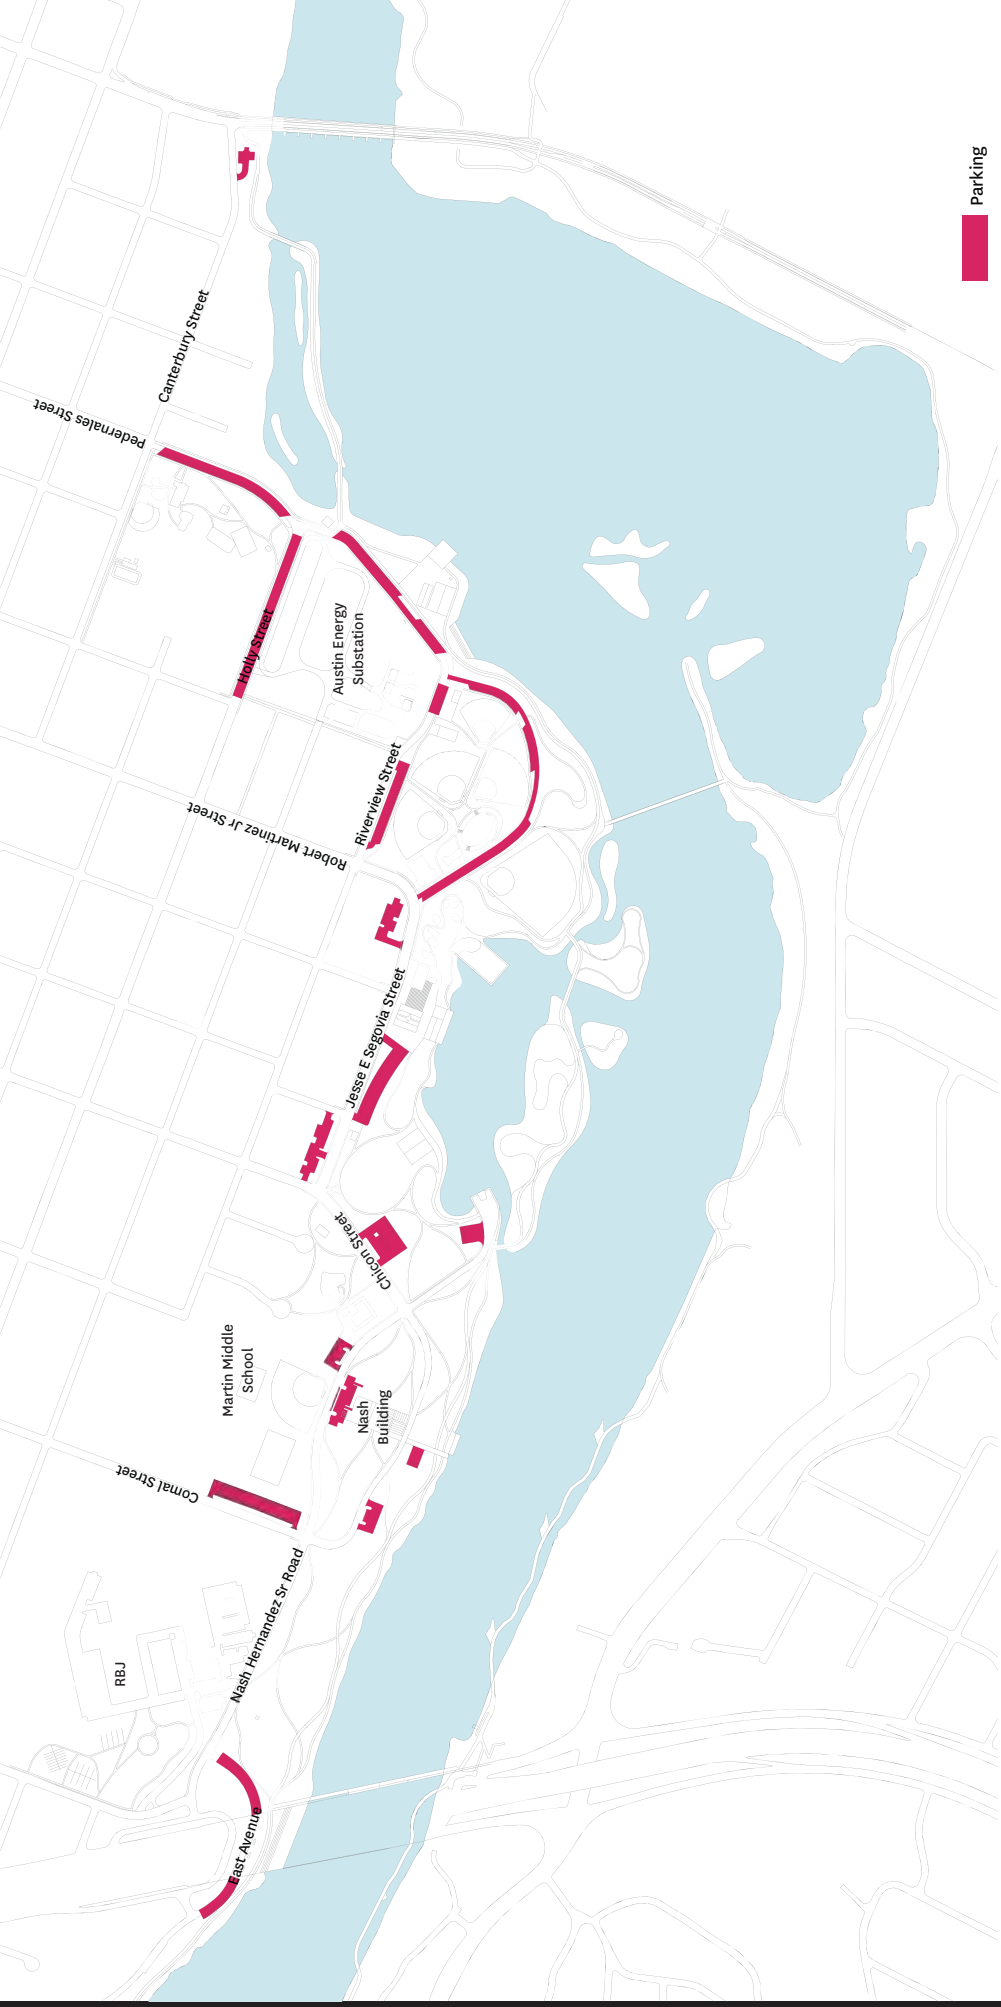 Parking
Canterbury Street
Pedernales Street
Holly Street
Austin Energy
Substation
Riverview Street
Robert Martinez Jr Street
Jesse E Segovia Street
Chicon Street
Martin Middle
School
Nash
Building
Comal Street
Nash Hernandez Sr Road
RBJ
East Avenue